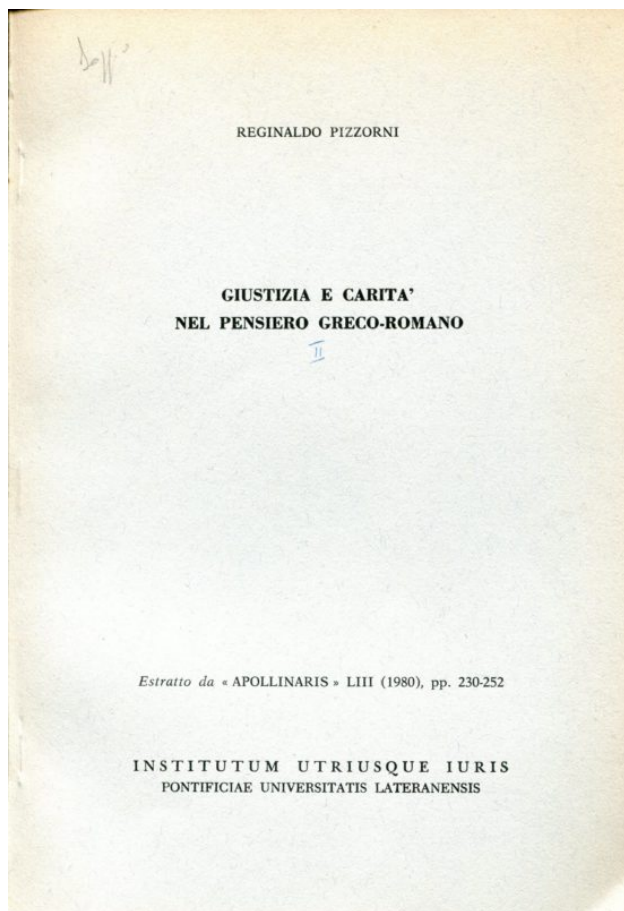 REGINALDO PIZZORNI
GIUSTIZIA E CARITA'
NEL PENSIERO GRECO-ROMANO
II
Estratto da « APOLLINARIS » LIII (1980), pp. 230-252
INSTITUTUM UTRIUSQUE IURIS
PONTIFICIAE UNIVERSITATIS LATERANENSIS